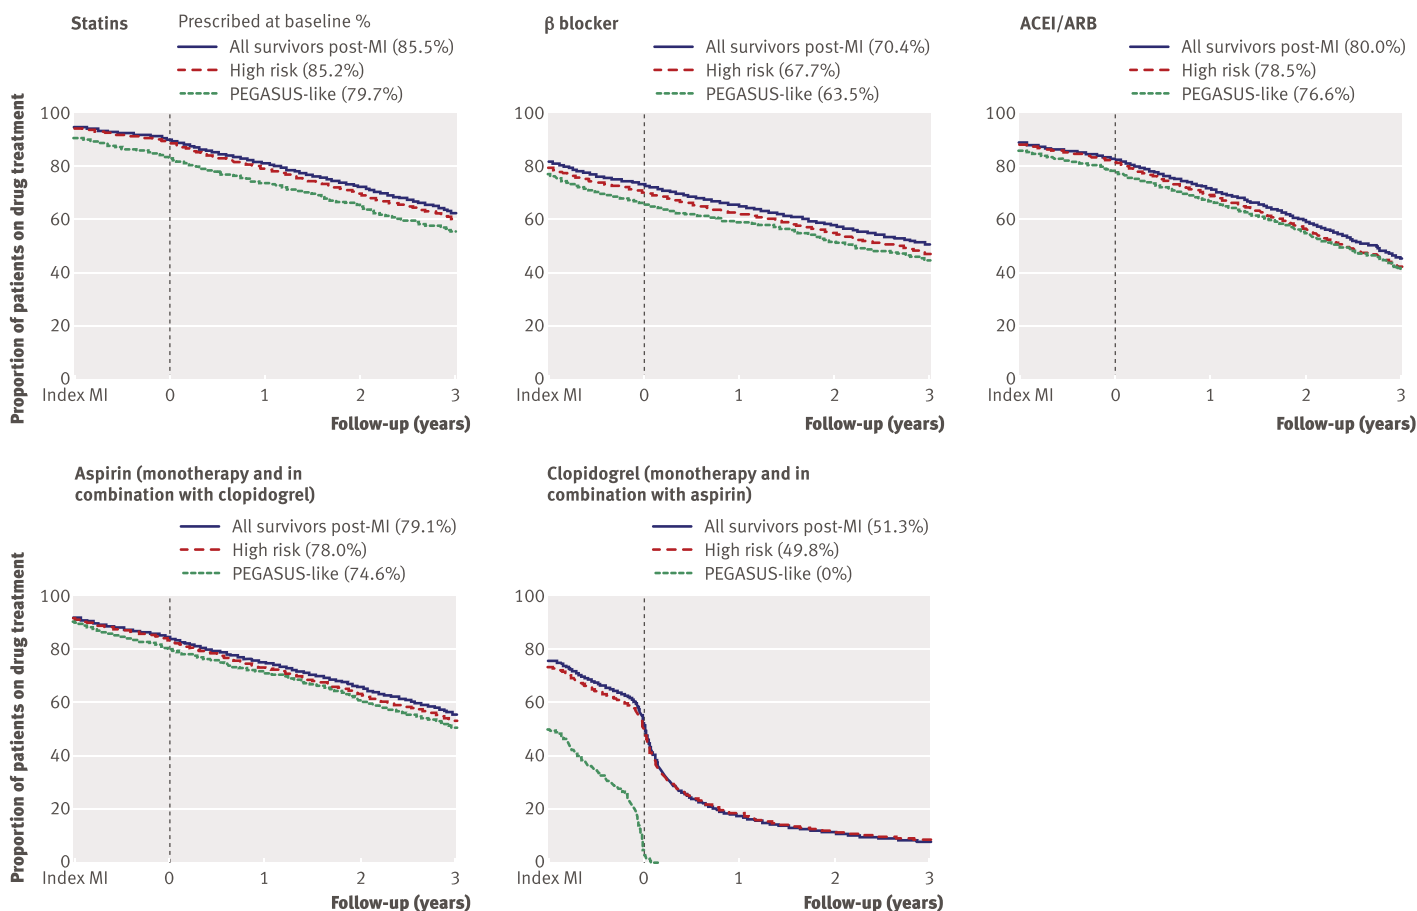 Statins
Prescribed at baseline %
All survivors post-MI (85.5%)
High risk (85.2%)
PEGASUS-like (79.7%)
Proportion of patients on drug treatment
100
80
60
40
20
0
Index MI 0 1 2 3
Follow-up (years)
β blocker
All survivors post-MI (70.4%)
High risk (67.7%)
PEGASUS-like (63.5%)
100
80
60
40
20
0
Index MI 0 1 2 3
Follow-up (years)
ACEI/ARB
All survivors post-MI (80.0%)
High risk (78.5%)
PEGASUS-like (76.6%)
100
80
60
40
20
0
Index MI 0 1 2 3
Follow-up (years)
Aspirin (monotherapy and in
combination with clopidogrel)
All survivors post-MI (79.1%)
High risk (78.0%)
PEGASUS-like (74.6%)
Proportion of patients on drug treatment
100
80
60
40
20
0
Index MI 0 1 2 3
Follow-up (years)
Clopidogrel (monotherapy and in
combination with aspirin)
All survivors post-MI (51.3%)
High risk (49.8%)
PEGASUS-like (0%)
100
80
60
40
20
0
Index MI 0 1 2 3
Follow-up (years)